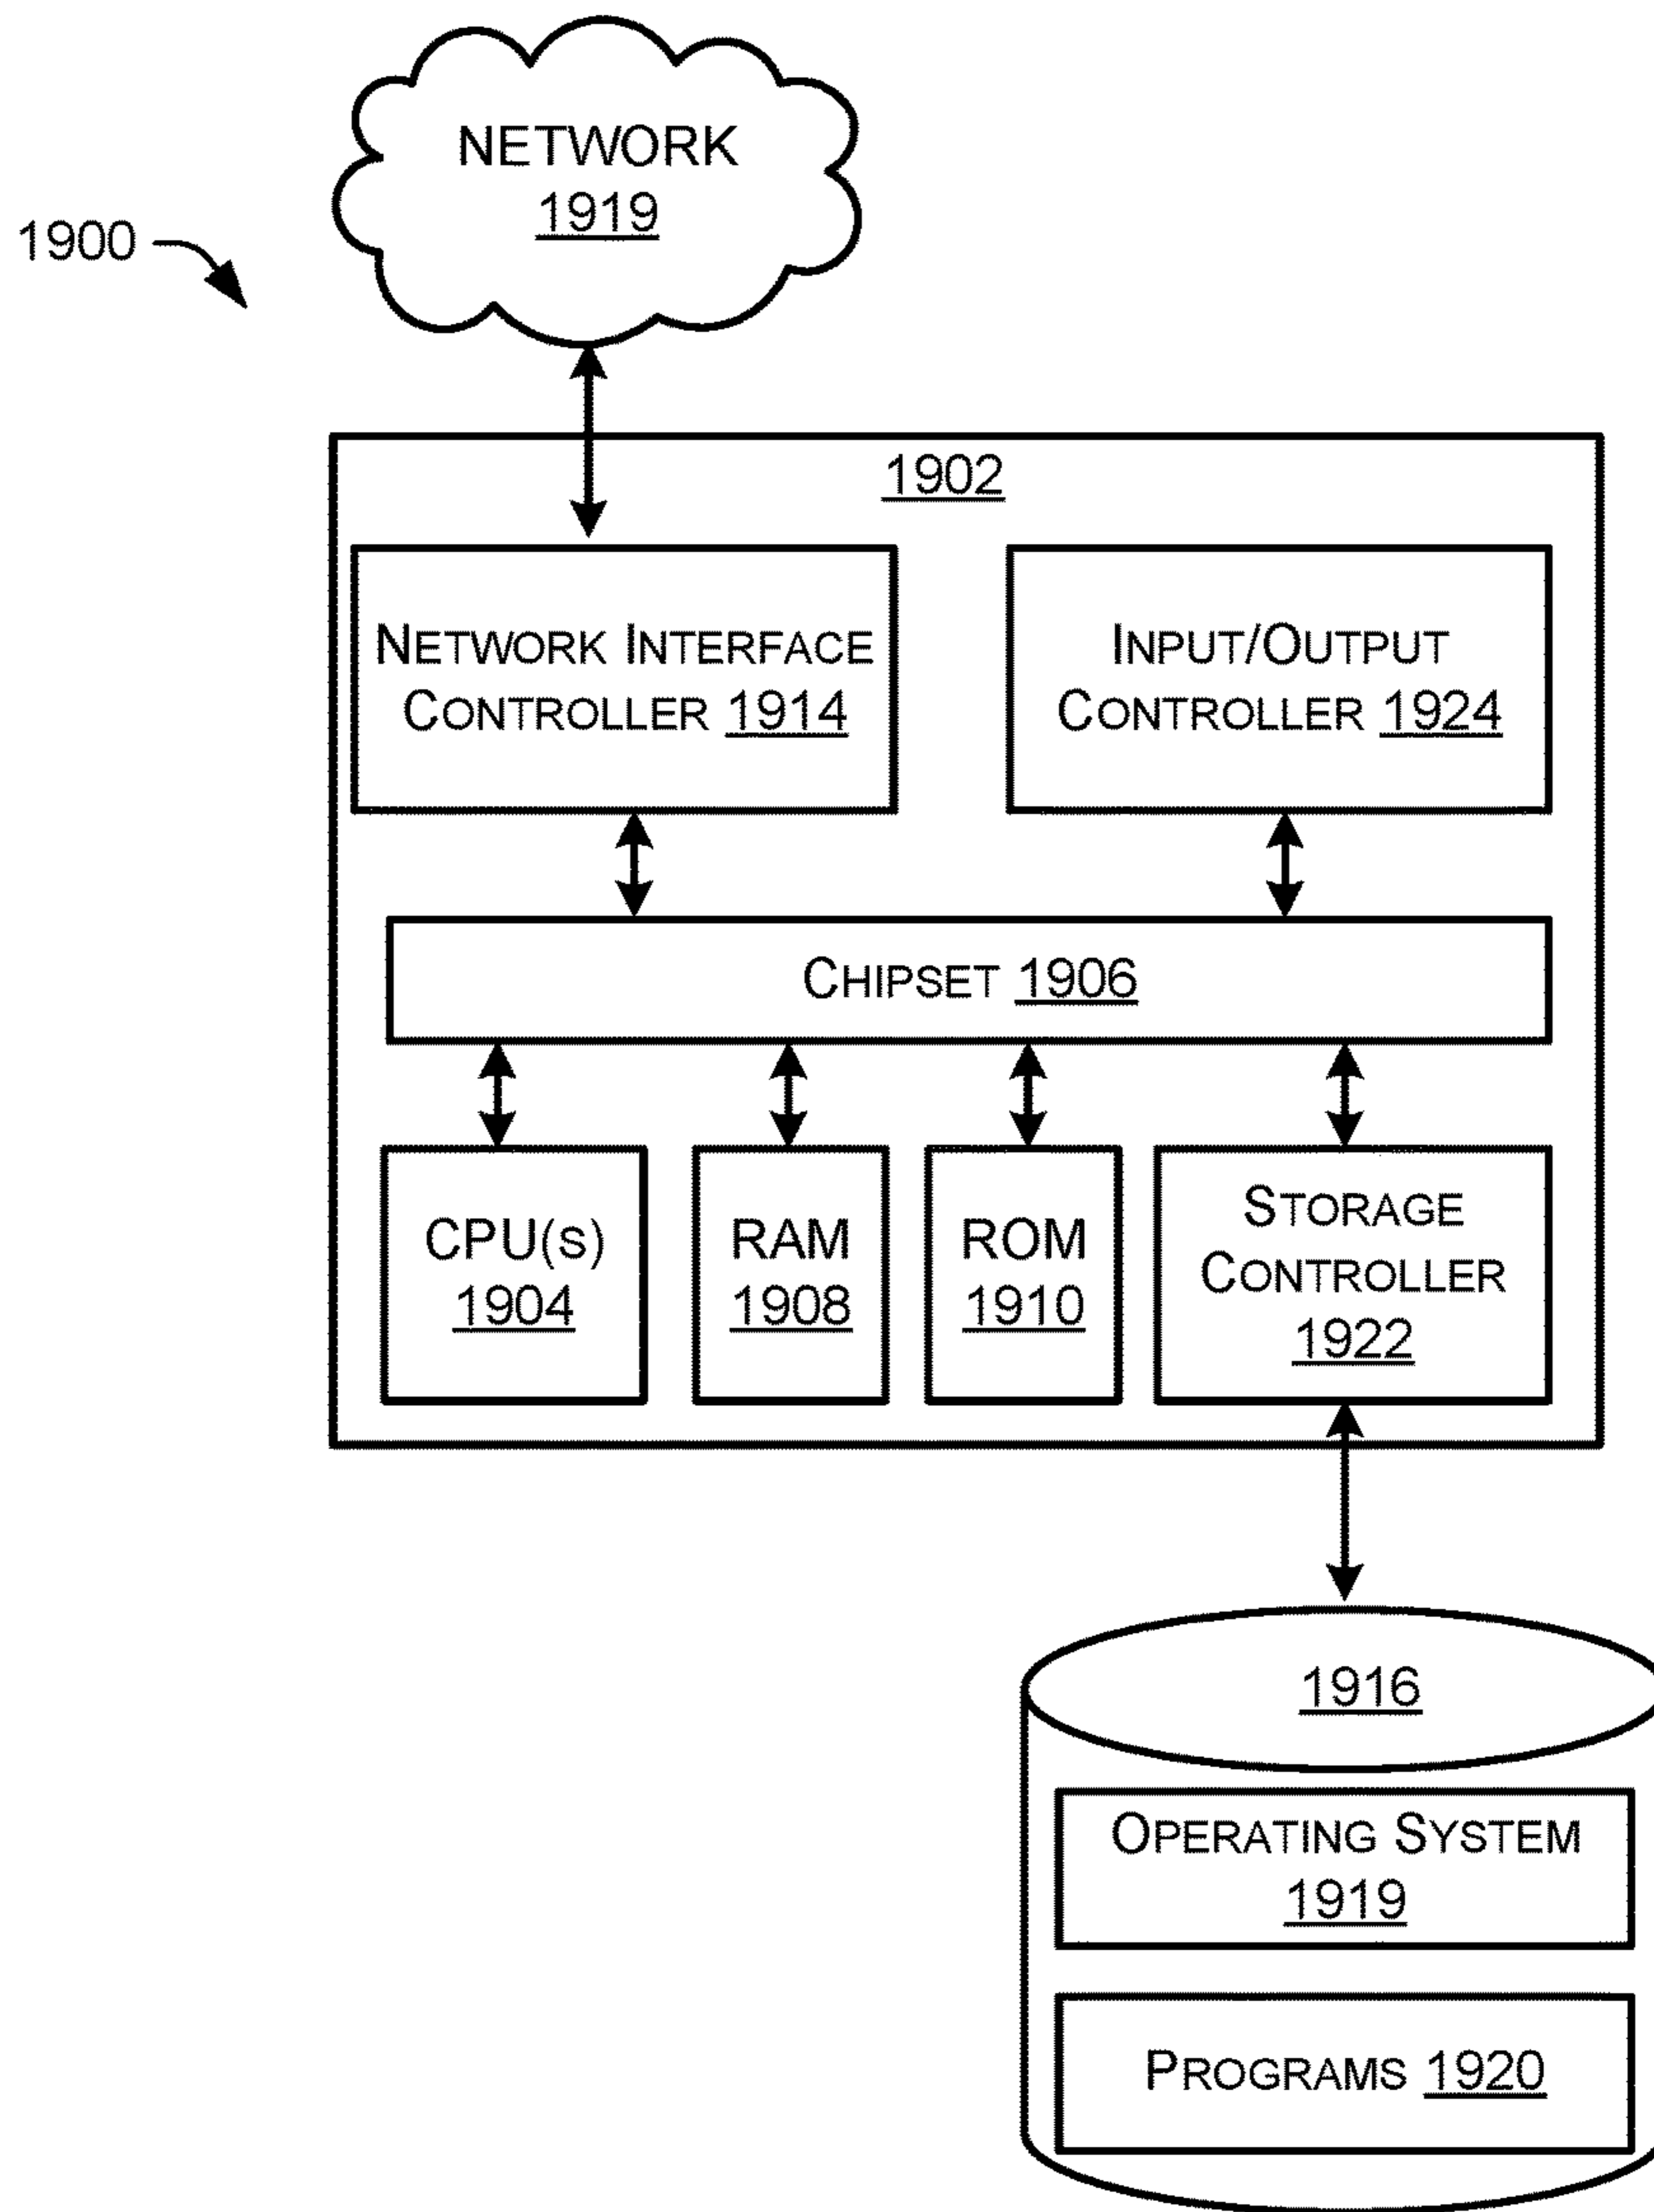 NETWORK
1919
1900
1902
NETWORK INTERFACE
CONTROLLER 1914
INPUT/OUTPUT
CONTROLLER 1924
CHIPSET 1906
CPU(S)
1904
RAM
1908
ROM
1910
STORAGE
CONTROLLER
1922
1916
OPERATING SYSTEM
1919
PROGRAMS 1920